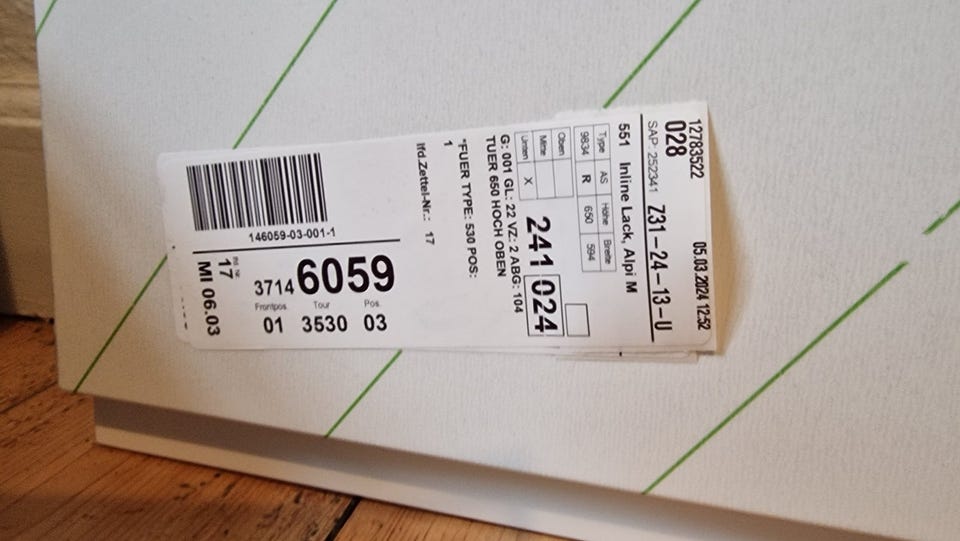 12783522 05.03.2024 12:52
028
SAP: 252341 Z31-24-13-U
551 Inline Lack, Alpi M
Type AS Höhe Breite
9834 R 650 594
Oben
Mitte
Unten X
241 024
G: 001 GL: 22 VZ: 2 ABG: 104
TUER 650 HOCH OBEN
*FUER TYPE: 530 POS:
1
lfd.Zettel-Nr.: 17
146059-03-001-1
3714 6059
Frontpos. Tour Pos.
01 3530 03
17
MI 06.03